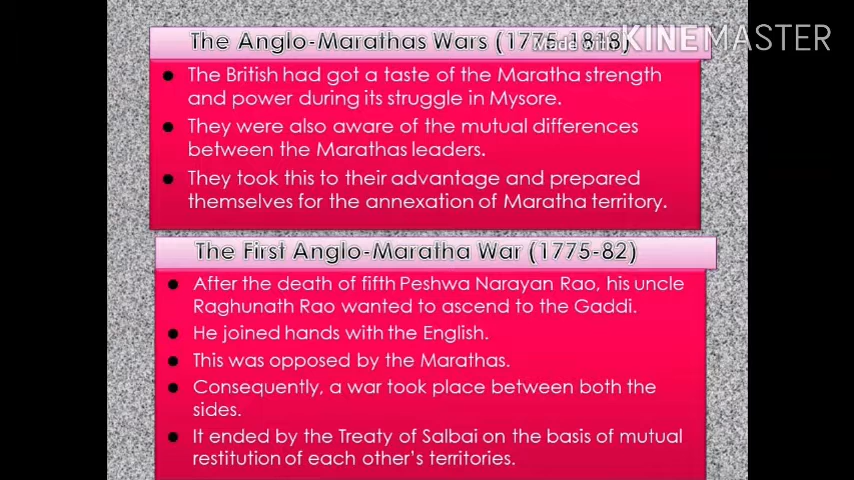 The Anglo-Marathas Wars (1775-1818)
Made with KINEMASTER
● The British had got a taste of the Maratha strength
and power during its struggle in Mysore.
● They were also aware of the mutual differences
between the Marathas leaders.
● They took this to their advantage and prepared
themselves for the annexation of Maratha territory.
The First Anglo-Maratha War (1775-82)
● After the death of fifth Peshwa Narayan Rao, his uncle
Raghunath Rao wanted to ascend to the Gaddi.
● He joined hands with the English.
● This was opposed by the Marathas.
● Consequently, a war took place between both the
sides.
● It ended by the Treaty of Salbai on the basis of mutual
restitution of each other's territories.